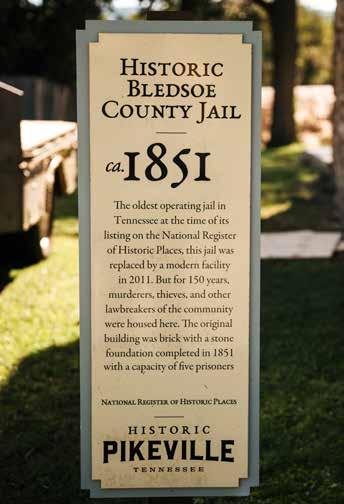 HISTORIC
BLEDSOE
COUNTY JAIL
ca. 1851
The oldest operating jail in
Tennessee at the time of its
listing on the National Register
of Historic Places, this jail was
replaced by a modern facility
in 2011. But for 150 years,
murderers, thieves, and other
lawbreakers of the community
were housed here. The original
building was brick with a stone
foundation completed in 1851
with a capacity of five prisoners
NATIONAL REGISTER OF HISTORIC PLACES
HISTORIC
PIKEVILLE
TENNESSEE